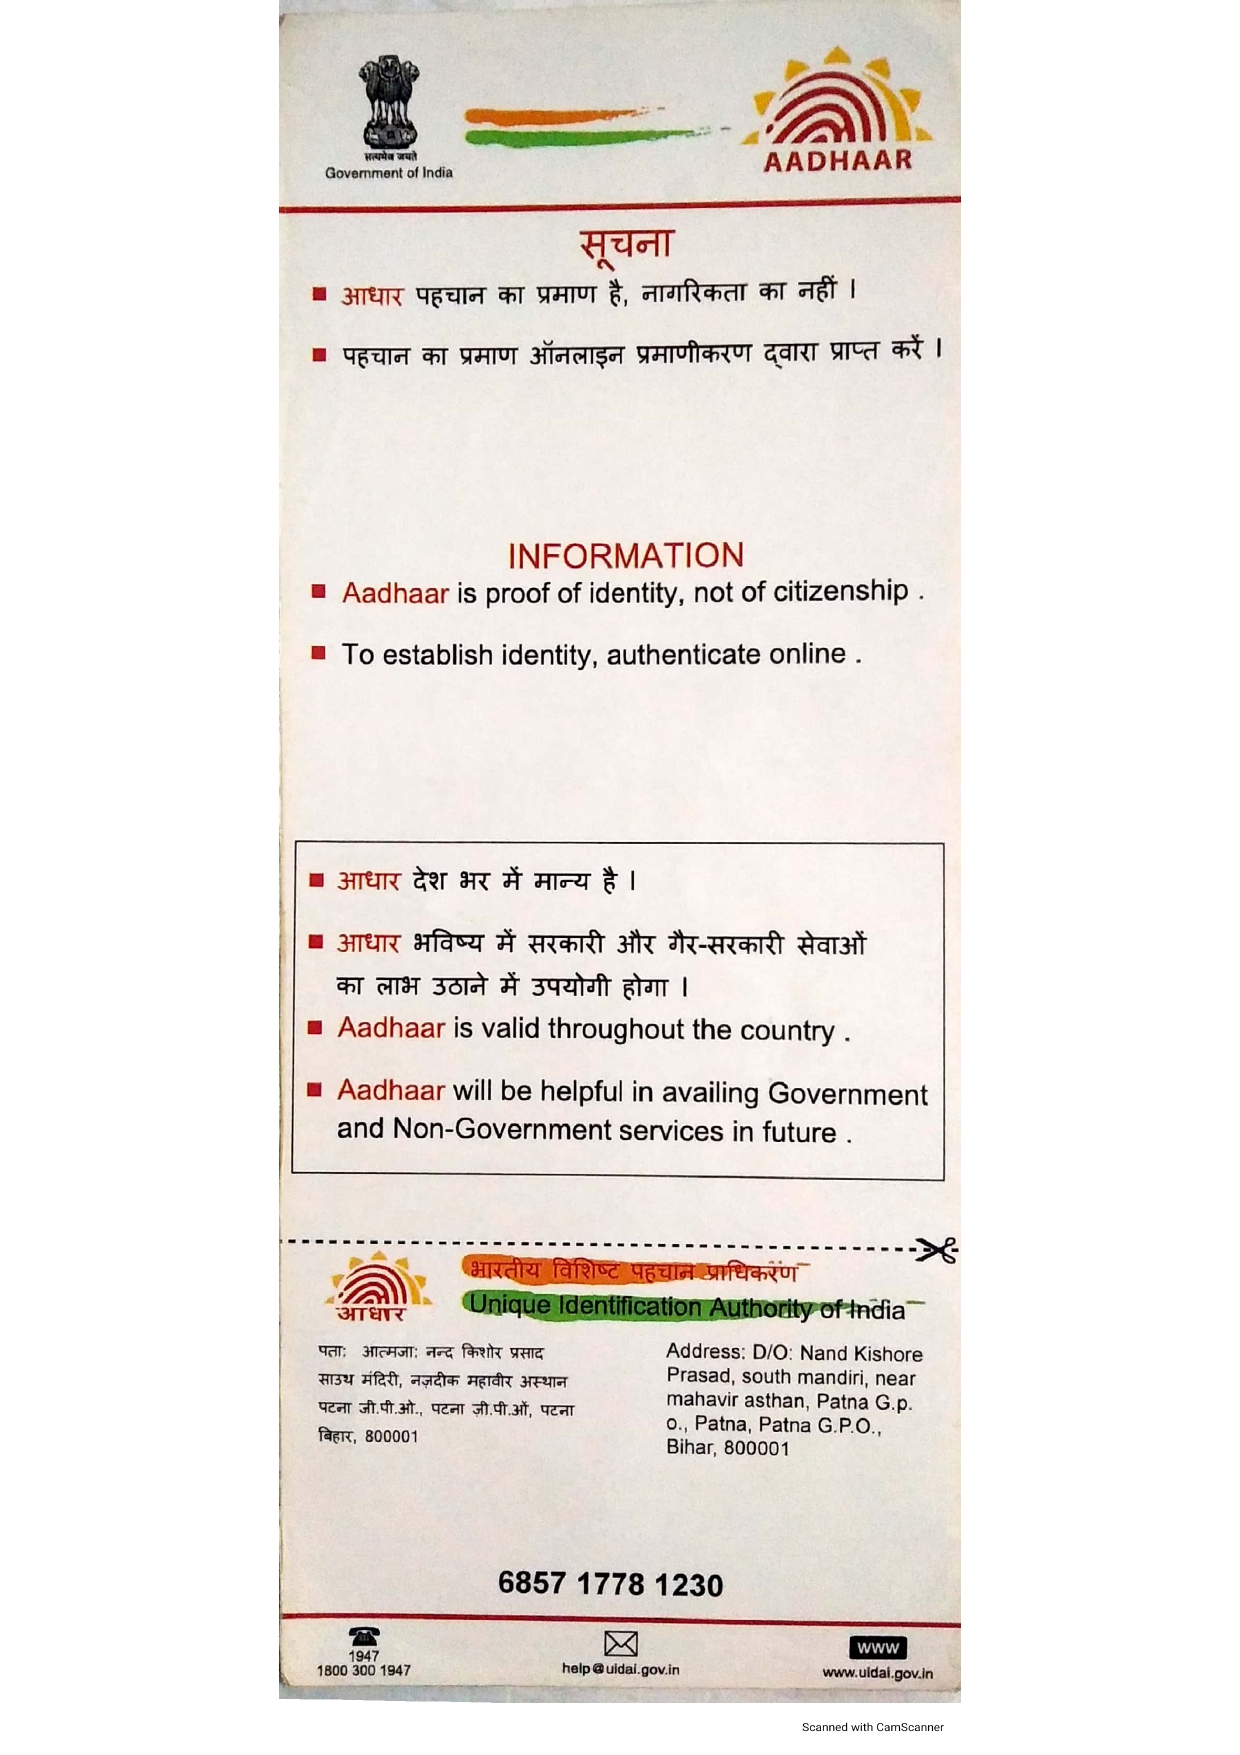 सत्यमेव जयते
Government of India
AADHAAR
सूचना
आधार पहचान का प्रमाण है, नागरिकता का नहीं ।
पहचान का प्रमाण ऑनलाइन प्रमाणीकरण द्वारा प्राप्त करें ।
INFORMATION
Aadhaar is proof of identity, not of citizenship .
To establish identity, authenticate online .
आधार देश भर में मान्य है ।
आधार भविष्य में सरकारी और गैर-सरकारी सेवाओं
का लाभ उठाने में उपयोगी होगा ।
Aadhaar is valid throughout the country .
Aadhaar will be helpful in availing Government
and Non-Government services in future .
आधार
भारतीय विशिष्ट पहचान प्राधिकरण
Unique Identification Authority of India
पता: आत्मजा: नन्द किशोर प्रसाद
साउथ मंदिरी, नज़दीक महावीर अस्थान
पटना जी.पी.ओ., पटना ज़ी.पी.ओं, पटना
बिहार, 800001
Address: D/O: Nand Kishore
Prasad, south mandiri, near
mahavir asthan, Patna G.p.
o., Patna, Patna G.P.O.,
Bihar, 800001
6857 1778 1230
1947
1800 300 1947
help@uidai.gov.in
www
www.uidai.gov.in
Scanned with CamScanner